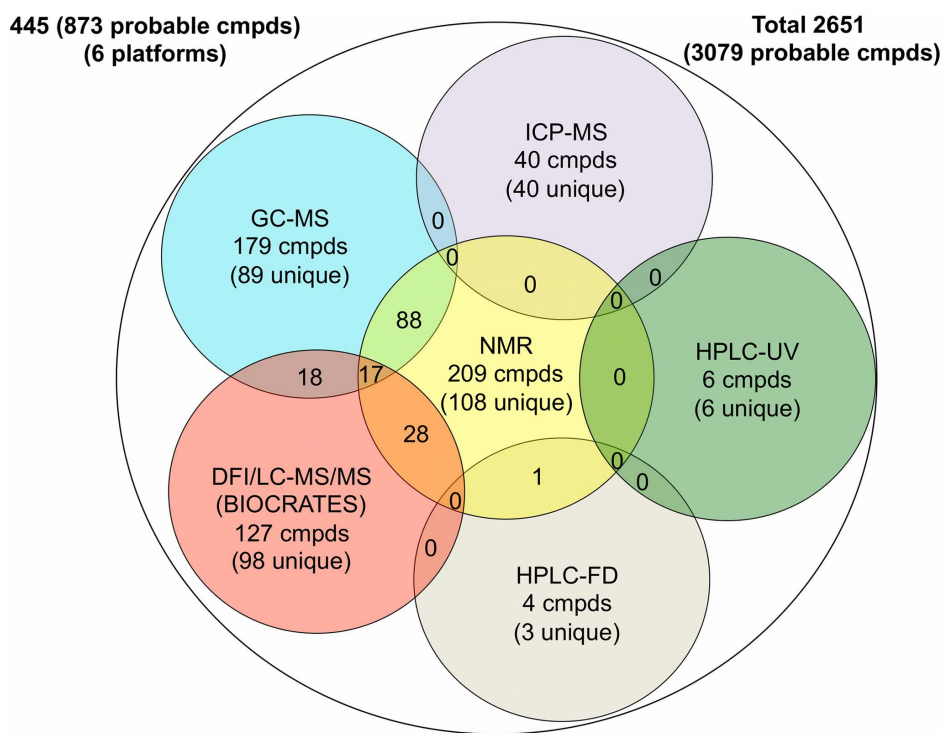 445 (873 probable cmpds)
(6 platforms)
Total 2651
(3079 probable cmpds)
ICP-MS
40 cmpds
(40 unique)
GC-MS
179 cmpds
(89 unique)
0
0
0
0
0
88
NMR
209 cmpds
(108 unique)
HPLC-UV
6 cmpds
(6 unique)
18
17
0
28
0
0
1
DFI/LC-MS/MS
(BIOCRATES)
127 cmpds
(98 unique)
0
0
HPLC-FD
4 cmpds
(3 unique)